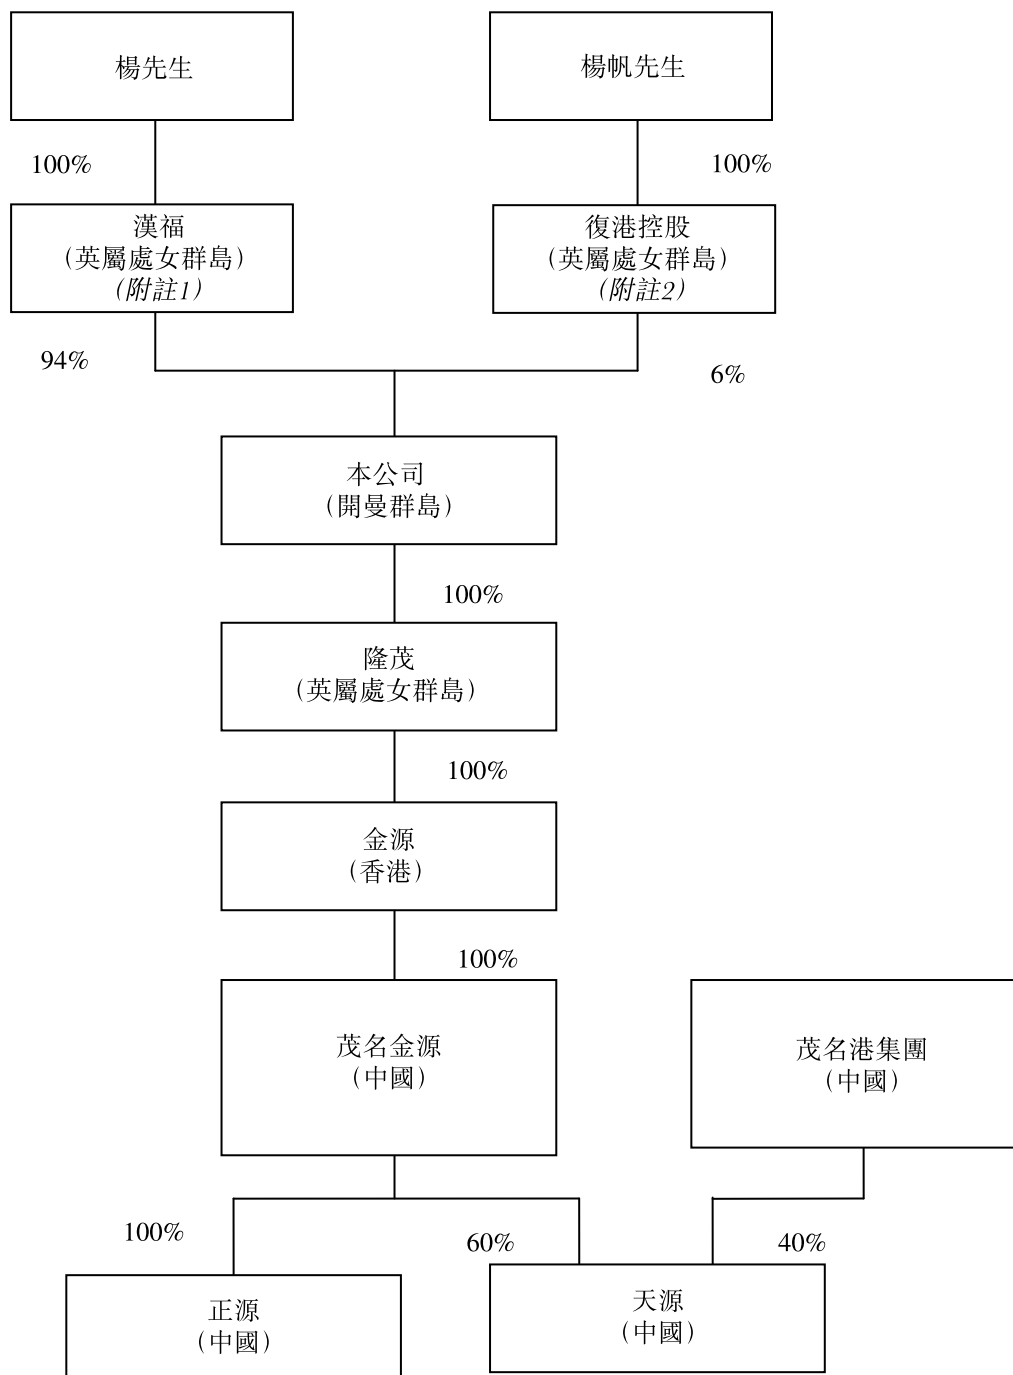 楊先生
楊帆先生
100%
100%
漢福
（英屬處女群島）
（附註1）
復港控股
（英屬處女群島）
（附註2）
94%
6%
本公司
（開曼群島）
100%
隆茂
（英屬處女群島）
100%
金源
（香港）
100%
茂名金源
（中國）
茂名港集團
（中國）
100%
60%
40%
正源
（中國）
天源
（中國）